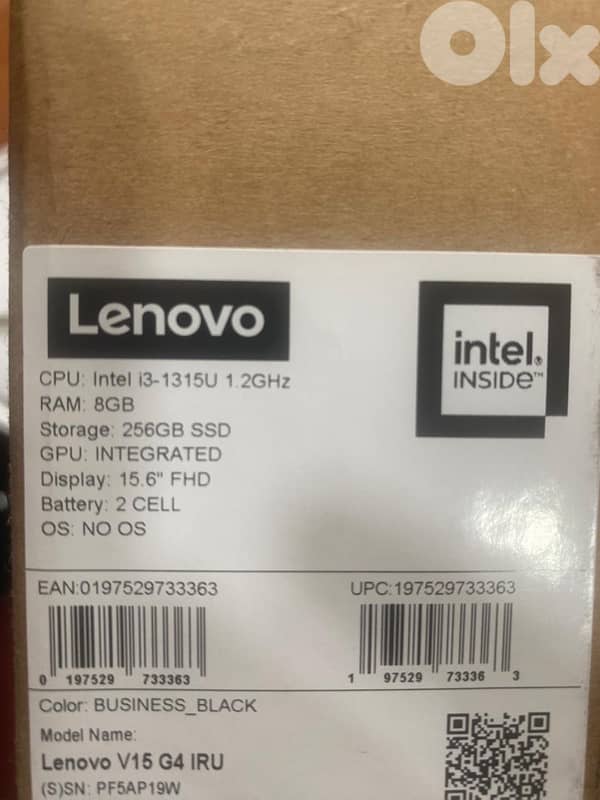 Olx
Lenovo
intel.
INSIDE™
CPU: Intel i3-1315U 1.2GHz
RAM: 8GB
Storage: 256GB SSD
GPU: INTEGRATED
Display: 15.6" FHD
Battery: 2 CELL
OS: NO OS
EAN:0197529733363
UPC:197529733363
0 197529 733363
1 97529 73336 3
Color: BUSINESS_BLACK
Model Name:
Lenovo V15 G4 IRU
(S)SN: PF5AP19W